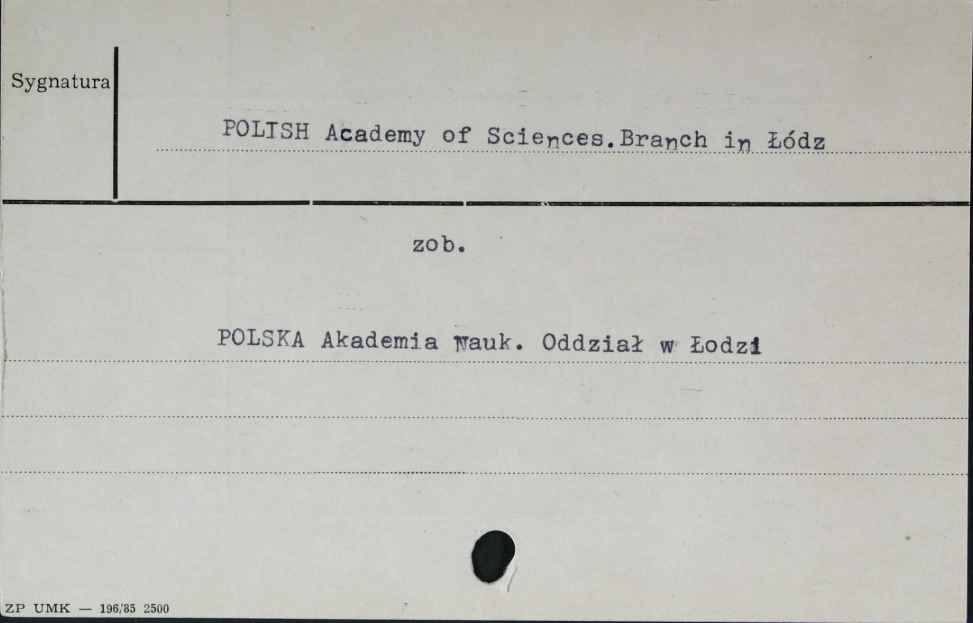 Sygnatura
POLISH Academy of Sciences.Branch in Łódz
zob.
POLSKA Akademia Nauk. Oddział w Łodzi
ZP UMK — 196/85 2500